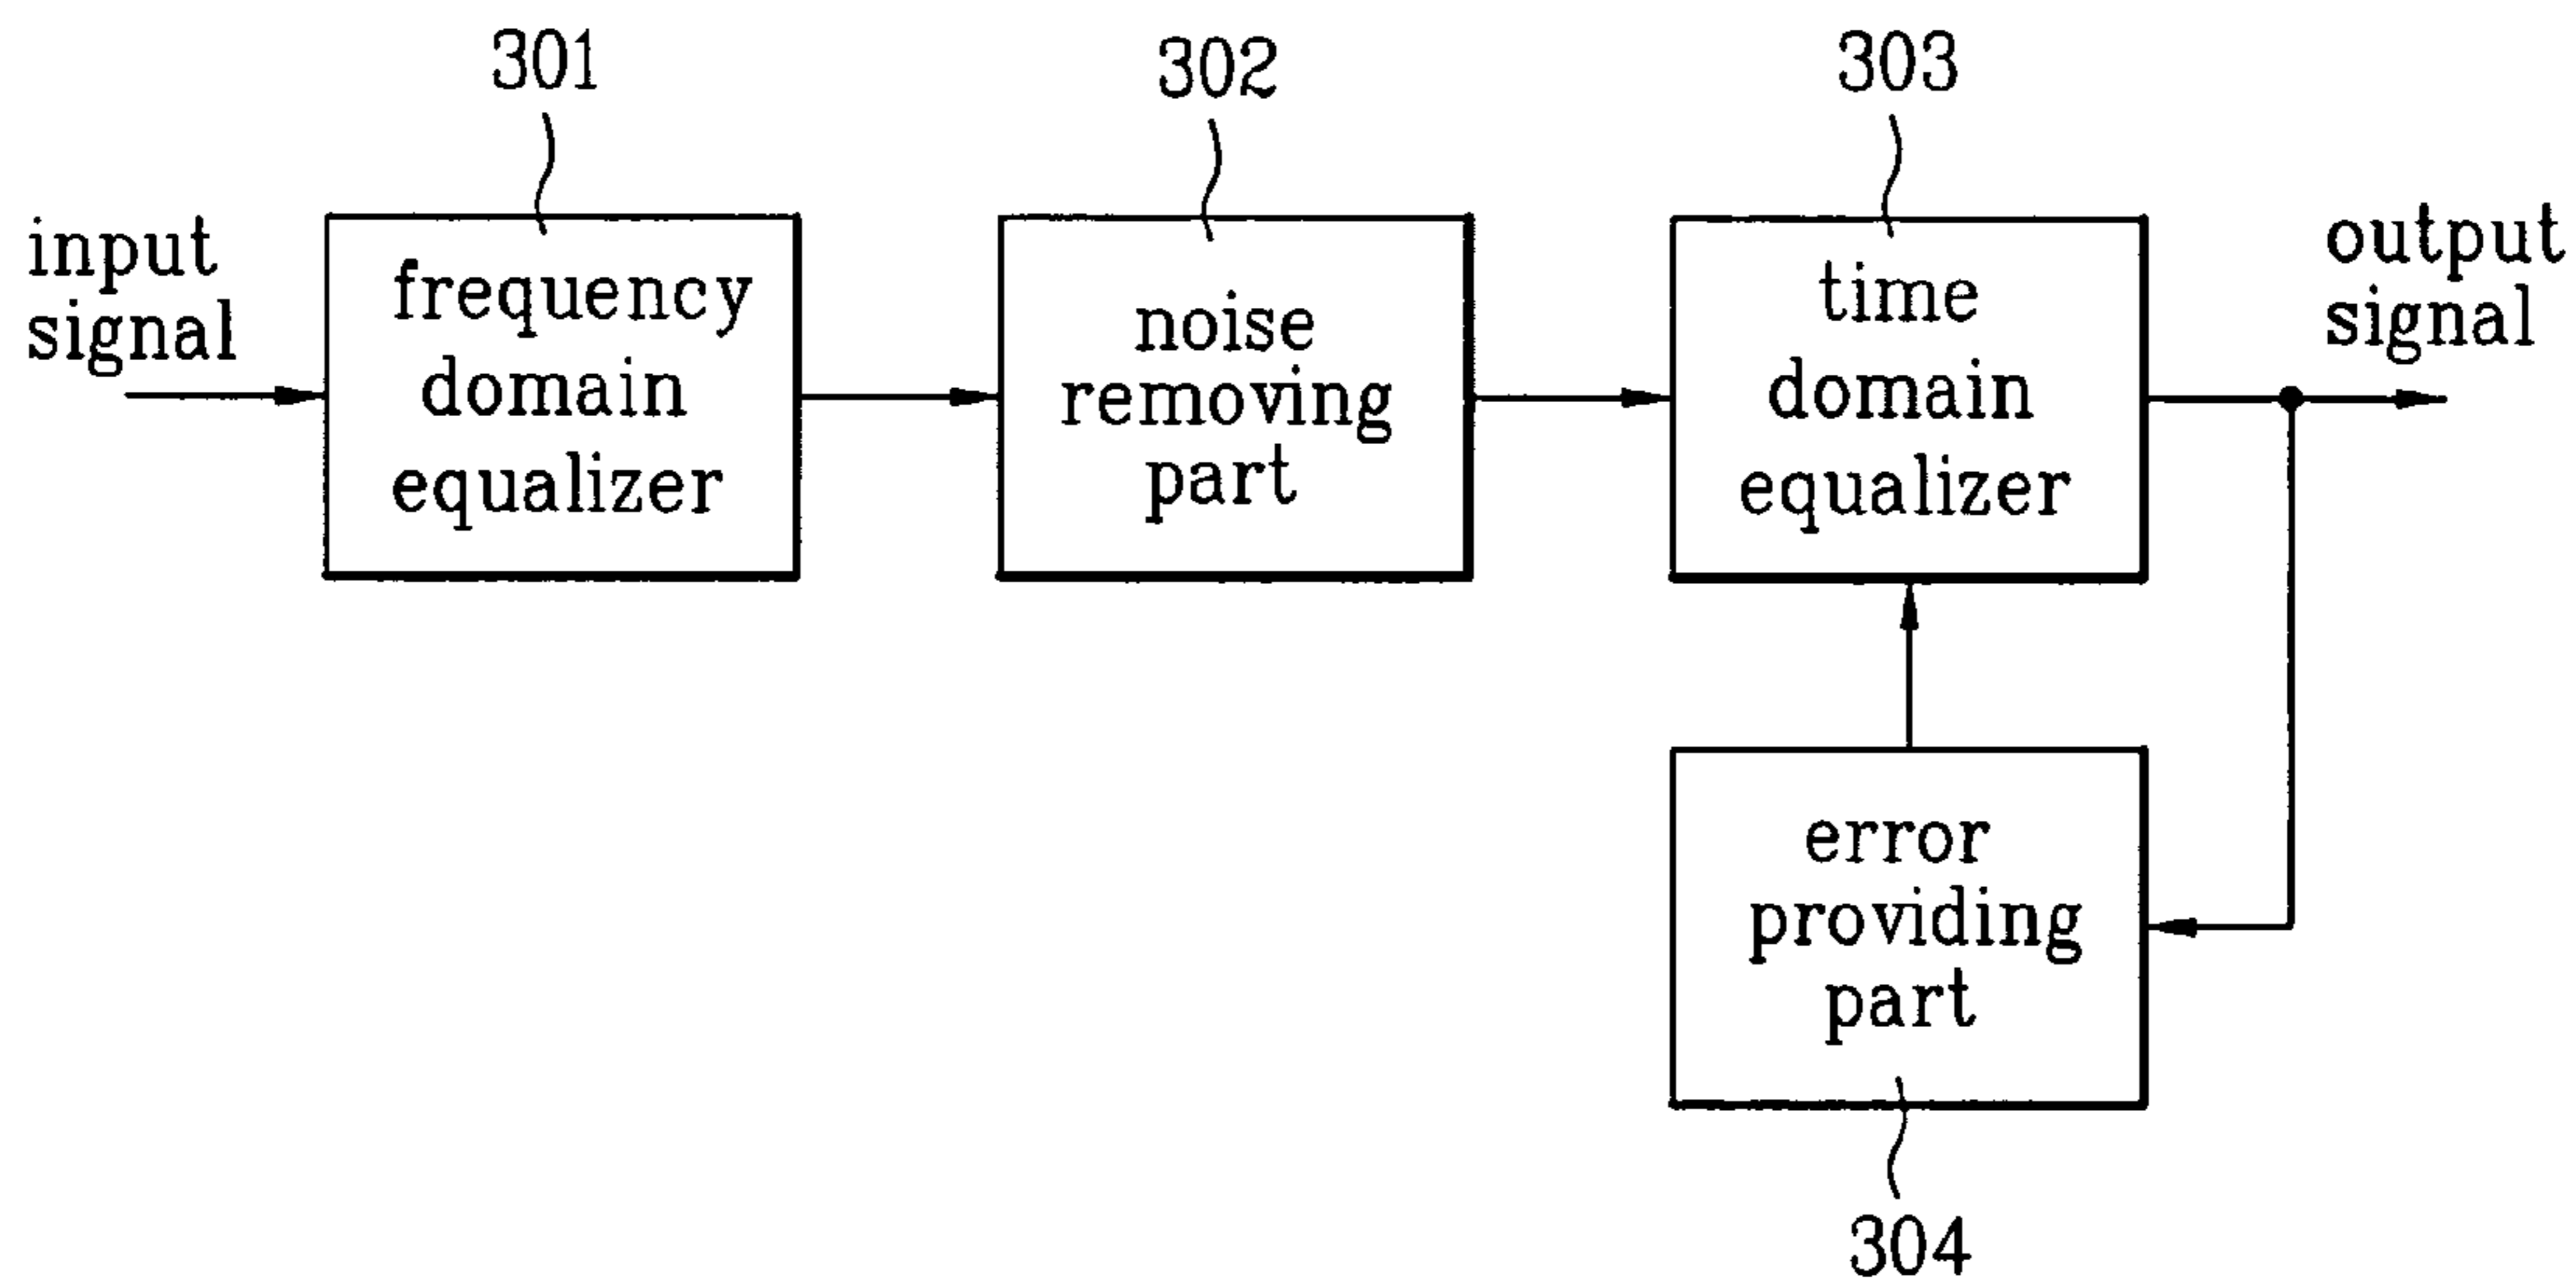 301
302
303
input
signal
frequency
domain
equalizer
noise
removing
part
time
domain
equalizer
output
signal
error
providing
part
304